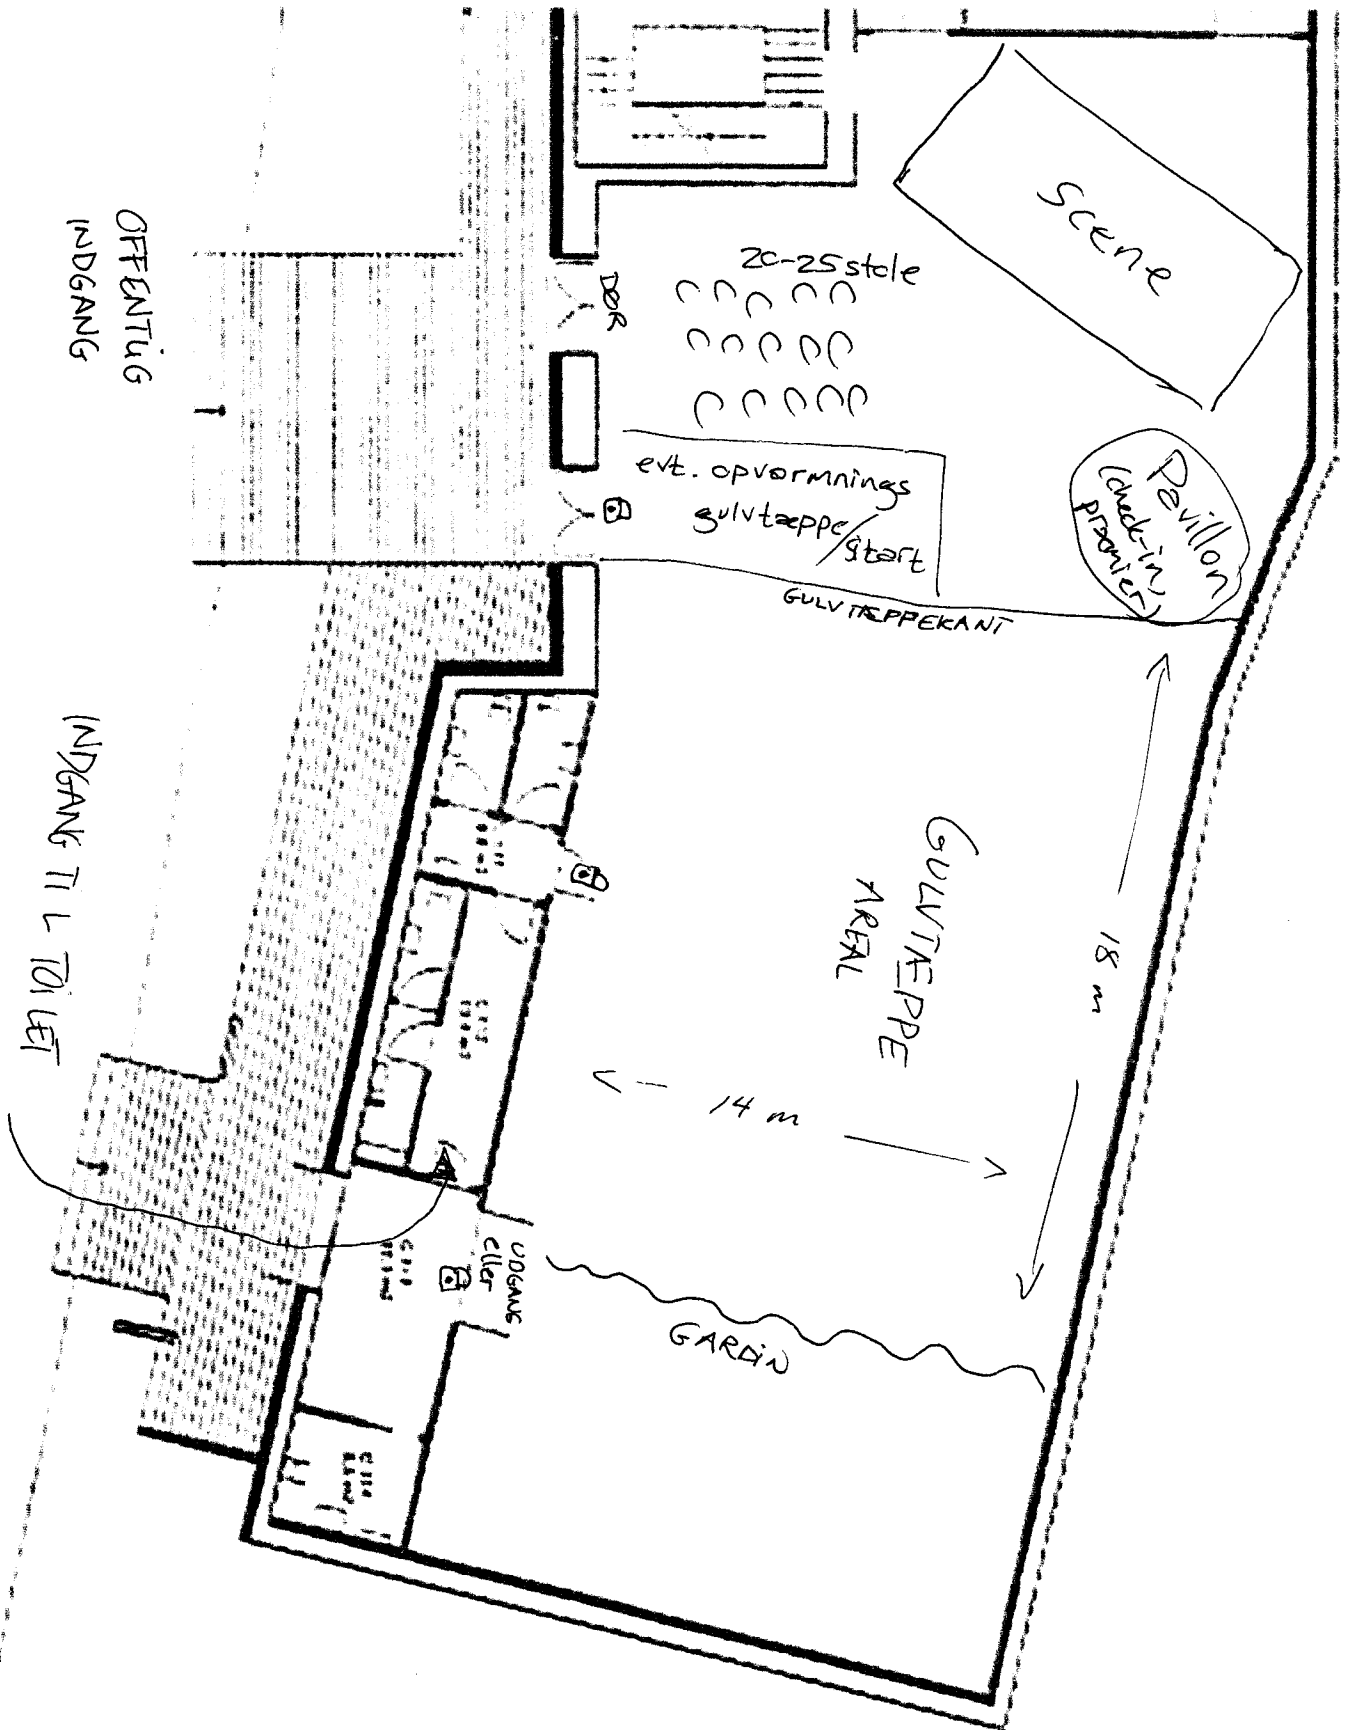 Scene
20-25 stole
DØR
OFFENTLIG
INDGANG
evt. opvarmnings
gulvtæppe/
start
Pavillon
(check-in,
præmier)
GULVTÆPPEKANT
GULVTÆPPE
AREAL
18 m
14 m
INDGANG TIL TOILET
UDGANG
eller
GARDIN